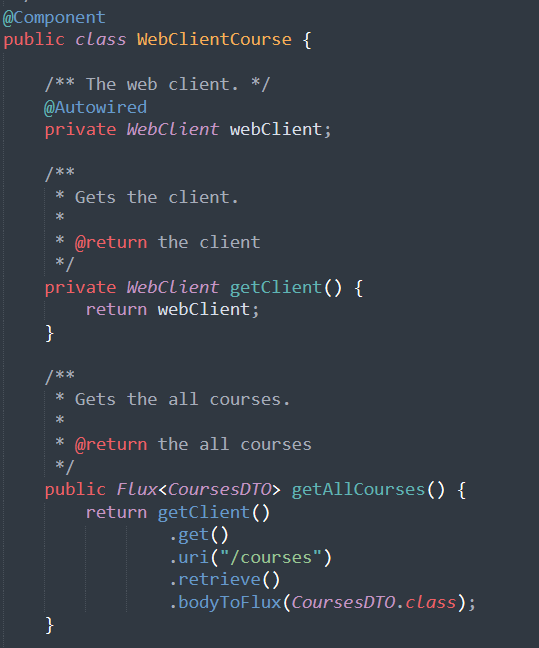 @Component
public class WebClientCourse {
/** The web client. */
@Autowired
private WebClient webClient;
/**
* Gets the client.
*
* @return the client
*/
private WebClient getClient() {
return webClient;
}
/**
* Gets the all courses.
*
* @return the all courses
*/
public Flux<CoursesDTO> getAllCourses() {
return getClient()
.get()
.uri("/courses")
.retrieve()
.bodyToFlux(CoursesDTO.class);
}